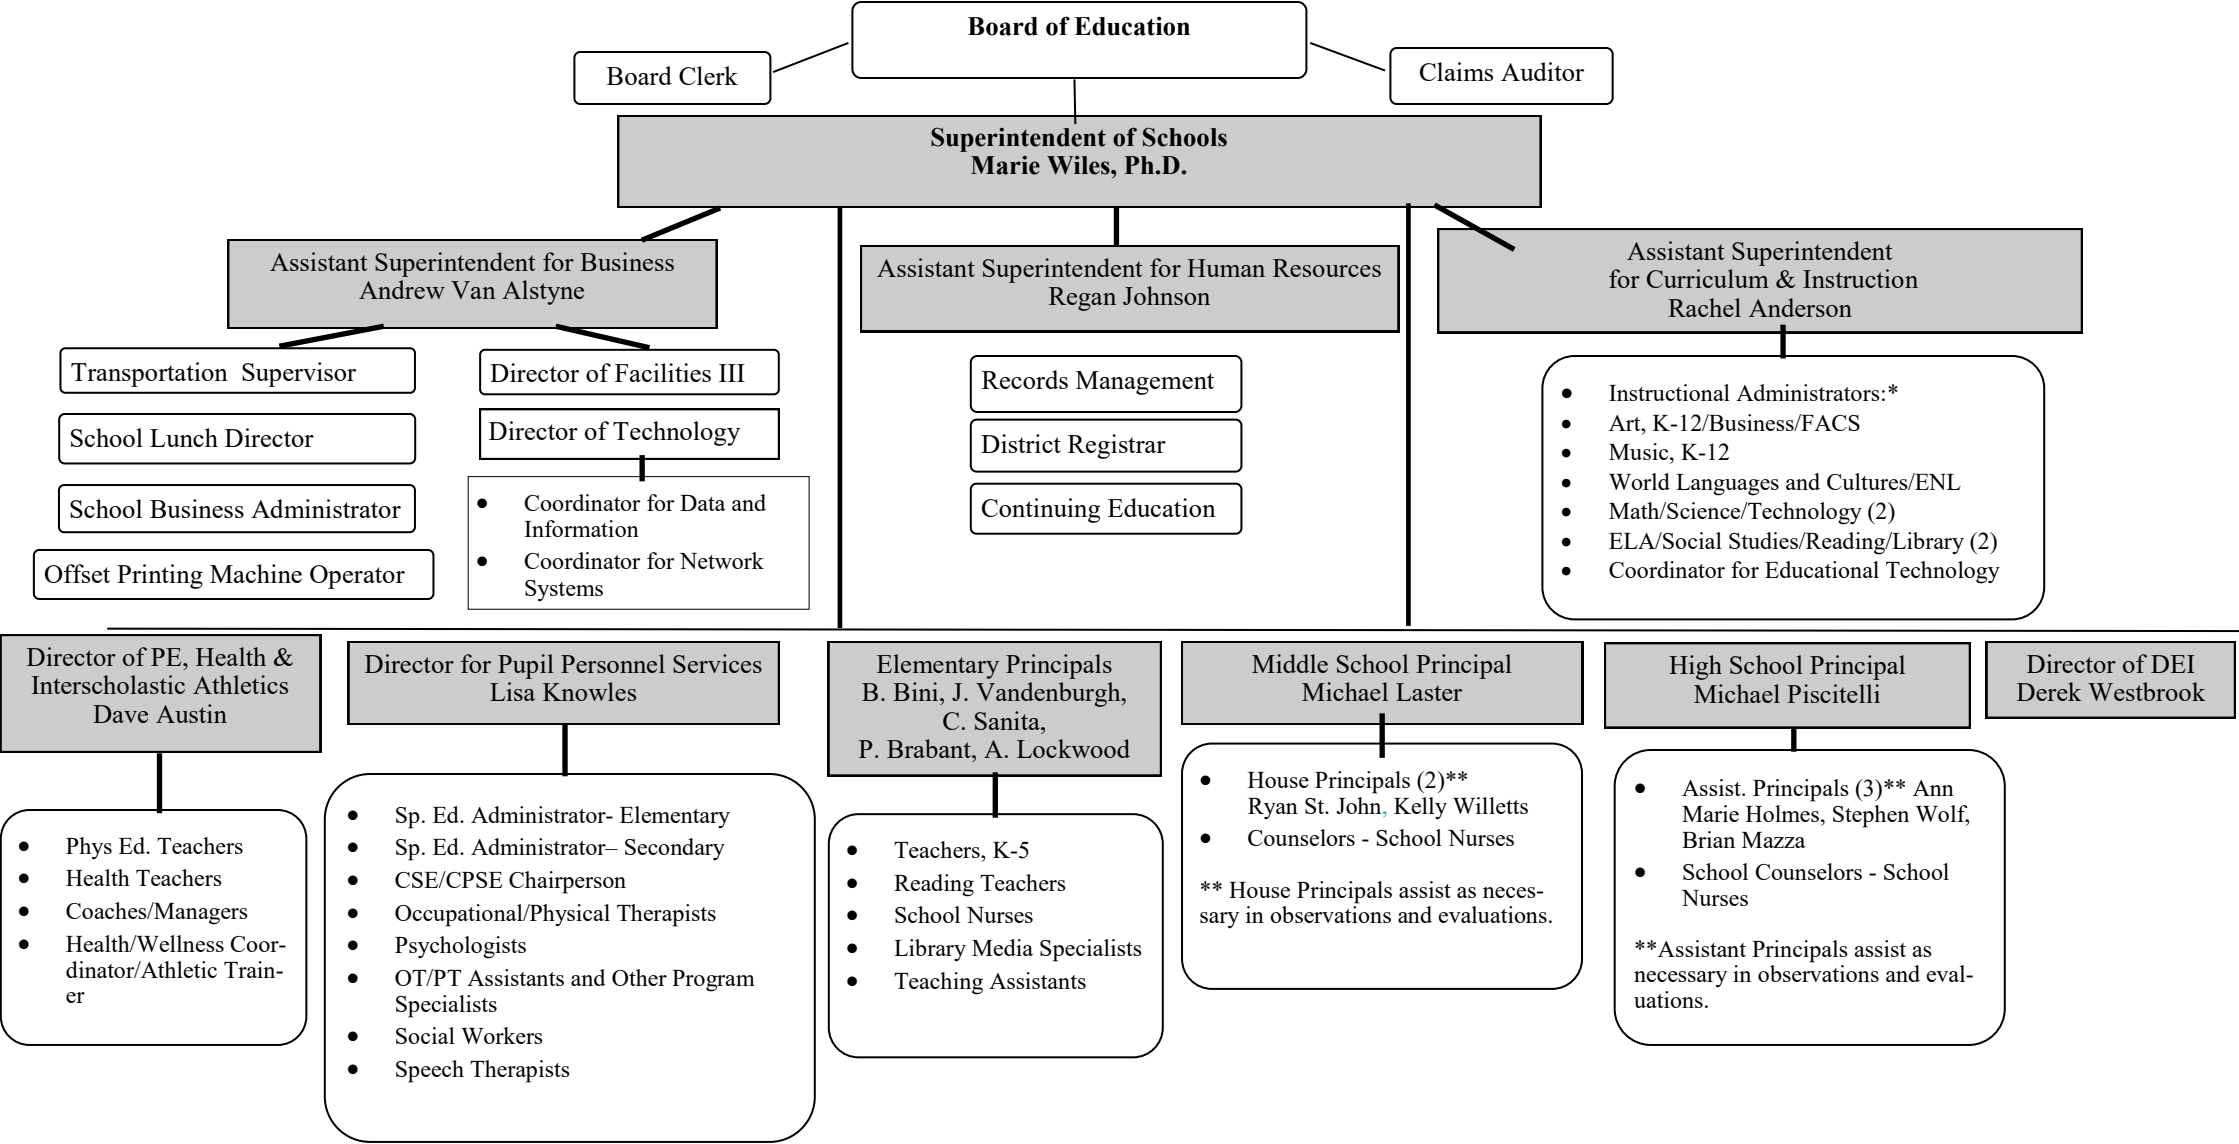 Board of Education
Board Clerk
Claims Auditor
Superintendent of Schools
Marie Wiles, Ph.D.
Assistant Superintendent for Business
Andrew Van Alstyne
Assistant Superintendent for Human Resources
Regan Johnson
Assistant Superintendent
for Curriculum & Instruction
Rachel Anderson
Transportation  Supervisor
School Lunch Director
School Business Administrator
Offset Printing Machine Operator
Director of Facilities III
Director of Technology
• Coordinator for Data and
Information
• Coordinator for Network
Systems
Records Management
District Registrar
Continuing Education
• Instructional Administrators:*
• Art, K-12/Business/FACS
• Music, K-12
• World Languages and Cultures/ENL
• Math/Science/Technology (2)
• ELA/Social Studies/Reading/Library (2)
• Coordinator for Educational Technology
Director of PE, Health &
Interscholastic Athletics
Dave Austin
• Phys Ed. Teachers
• Health Teachers
• Coaches/Managers
• Health/Wellness Coor-
dinator/Athletic Train-
er
Director for Pupil Personnel Services
Lisa Knowles
• Sp. Ed. Administrator- Elementary
• Sp. Ed. Administrator– Secondary
• CSE/CPSE Chairperson
• Occupational/Physical Therapists
• Psychologists
• OT/PT Assistants and Other Program
Specialists
• Social Workers
• Speech Therapists
Elementary Principals
B. Bini, J. Vandenburgh,
C. Sanita,
P. Brabant, A. Lockwood
• Teachers, K-5
• Reading Teachers
• School Nurses
• Library Media Specialists
• Teaching Assistants
Middle School Principal
Michael Laster
• House Principals (2)**
Ryan St. John, Kelly Willetts
• Counselors - School Nurses
** House Principals assist as neces-
sary in observations and evaluations.
High School Principal
Michael Piscitelli
• Assist. Principals (3)** Ann
Marie Holmes, Stephen Wolf,
Brian Mazza
• School Counselors - School
Nurses
**Assistant Principals assist as
necessary in observations and eval-
uations.
Director of DEI
Derek Westbrook